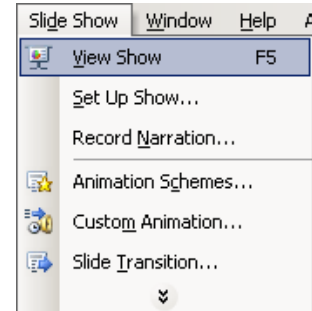 Slide Show Window Help
View Show F5
Set Up Show...
Record Narration...
Animation Schemes...
Custom Animation...
Slide Transition...